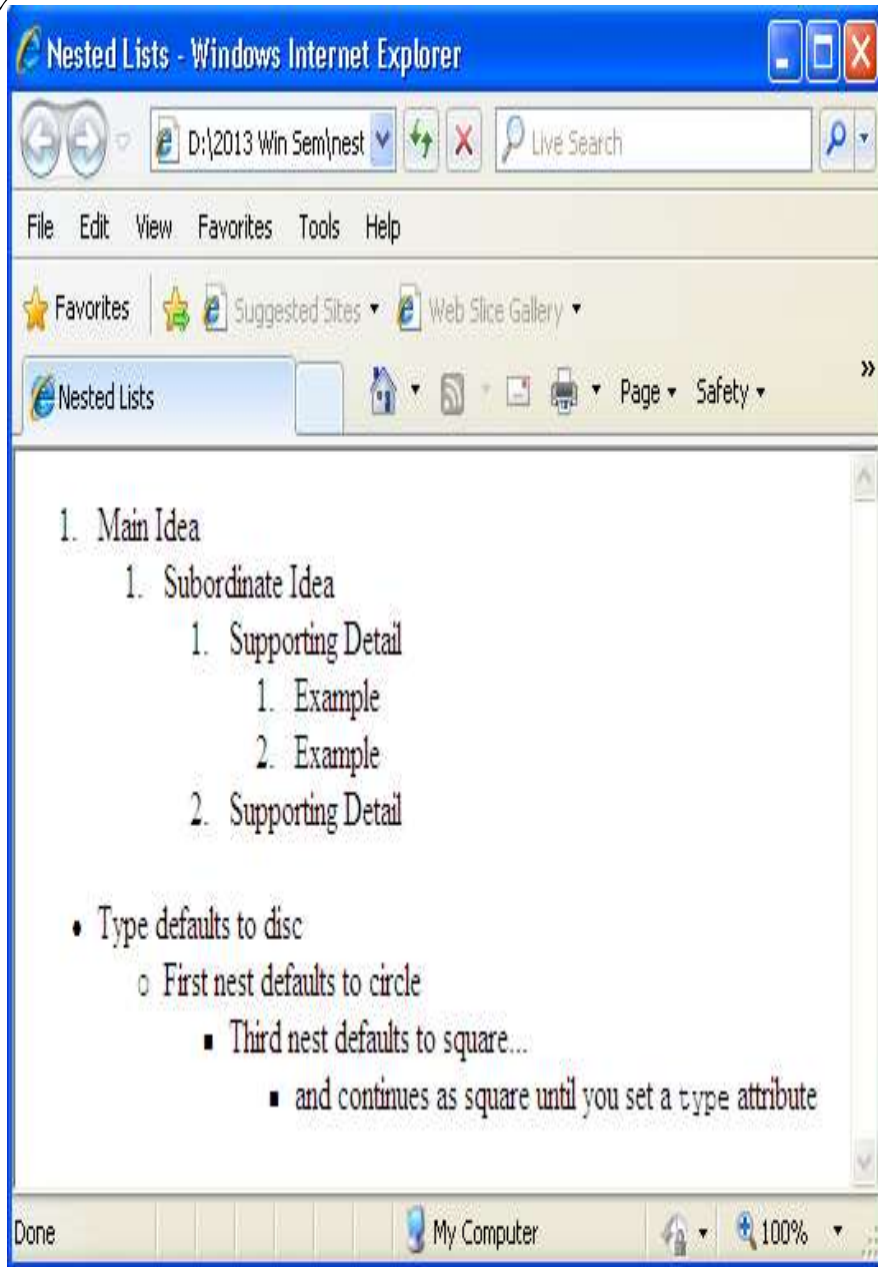 Nested Lists - Windows Internet Explorer
D:\2013 Win Sem\nest Live Search
File Edit View Favorites Tools Help
Favorites Suggested Sites Web Slice Gallery
Nested Lists Page Safety »
1. Main Idea
1. Subordinate Idea
1. Supporting Detail
1. Example
2. Example
2. Supporting Detail
• Type defaults to disc
○ First nest defaults to circle
▪ Third nest defaults to square...
▪ and continues as square until you set a type attribute
Done My Computer 100%